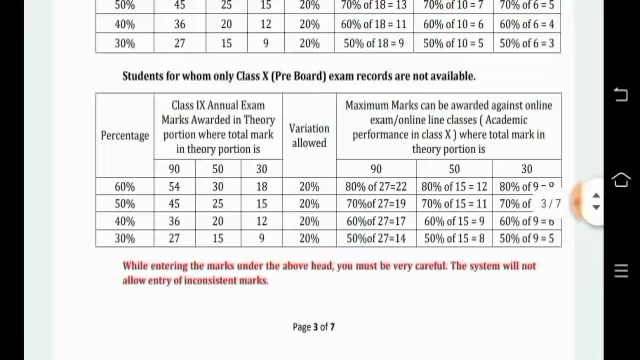 50% 45 25 15 20% 70% of 18 = 13 70% of 10 = 7 70% of 6 = 5
40% 36 20 12 20% 60% of 18 = 11 60% of 10 = 6 60% of 6 = 4
30% 27 15 9 20% 50% of 18 = 9 50% of 10 = 5 50% of 6 = 3
Students for whom only Class X (Pre Board) exam records are not available.
Percentage
Class IX Annual Exam
Marks Awarded in Theory
portion where total mark
in theory portion is
Variation
allowed
Maximum Marks can be awarded against online
exam/online line classes ( Academic
performance in class X ) where total mark in
theory portion is
90 50 30 90 50 30
60% 54 30 18 20% 80% of 27=22 80% of 15 = 12 80% of 9 =
50% 45 25 15 20% 70%of 27=19 70% of 15 = 11 70% of
3/7
40% 36 20 12 20% 60%of 27=17 60% of 15 = 9 60% of 9 =
30% 27 15 9 20% 50%of 27=14 50% of 15 = 8 50% of 9 = 5
While entering the marks under the above head, you must be very careful. The system will not
allow entry of inconsistent marks.
Page 3 of 7